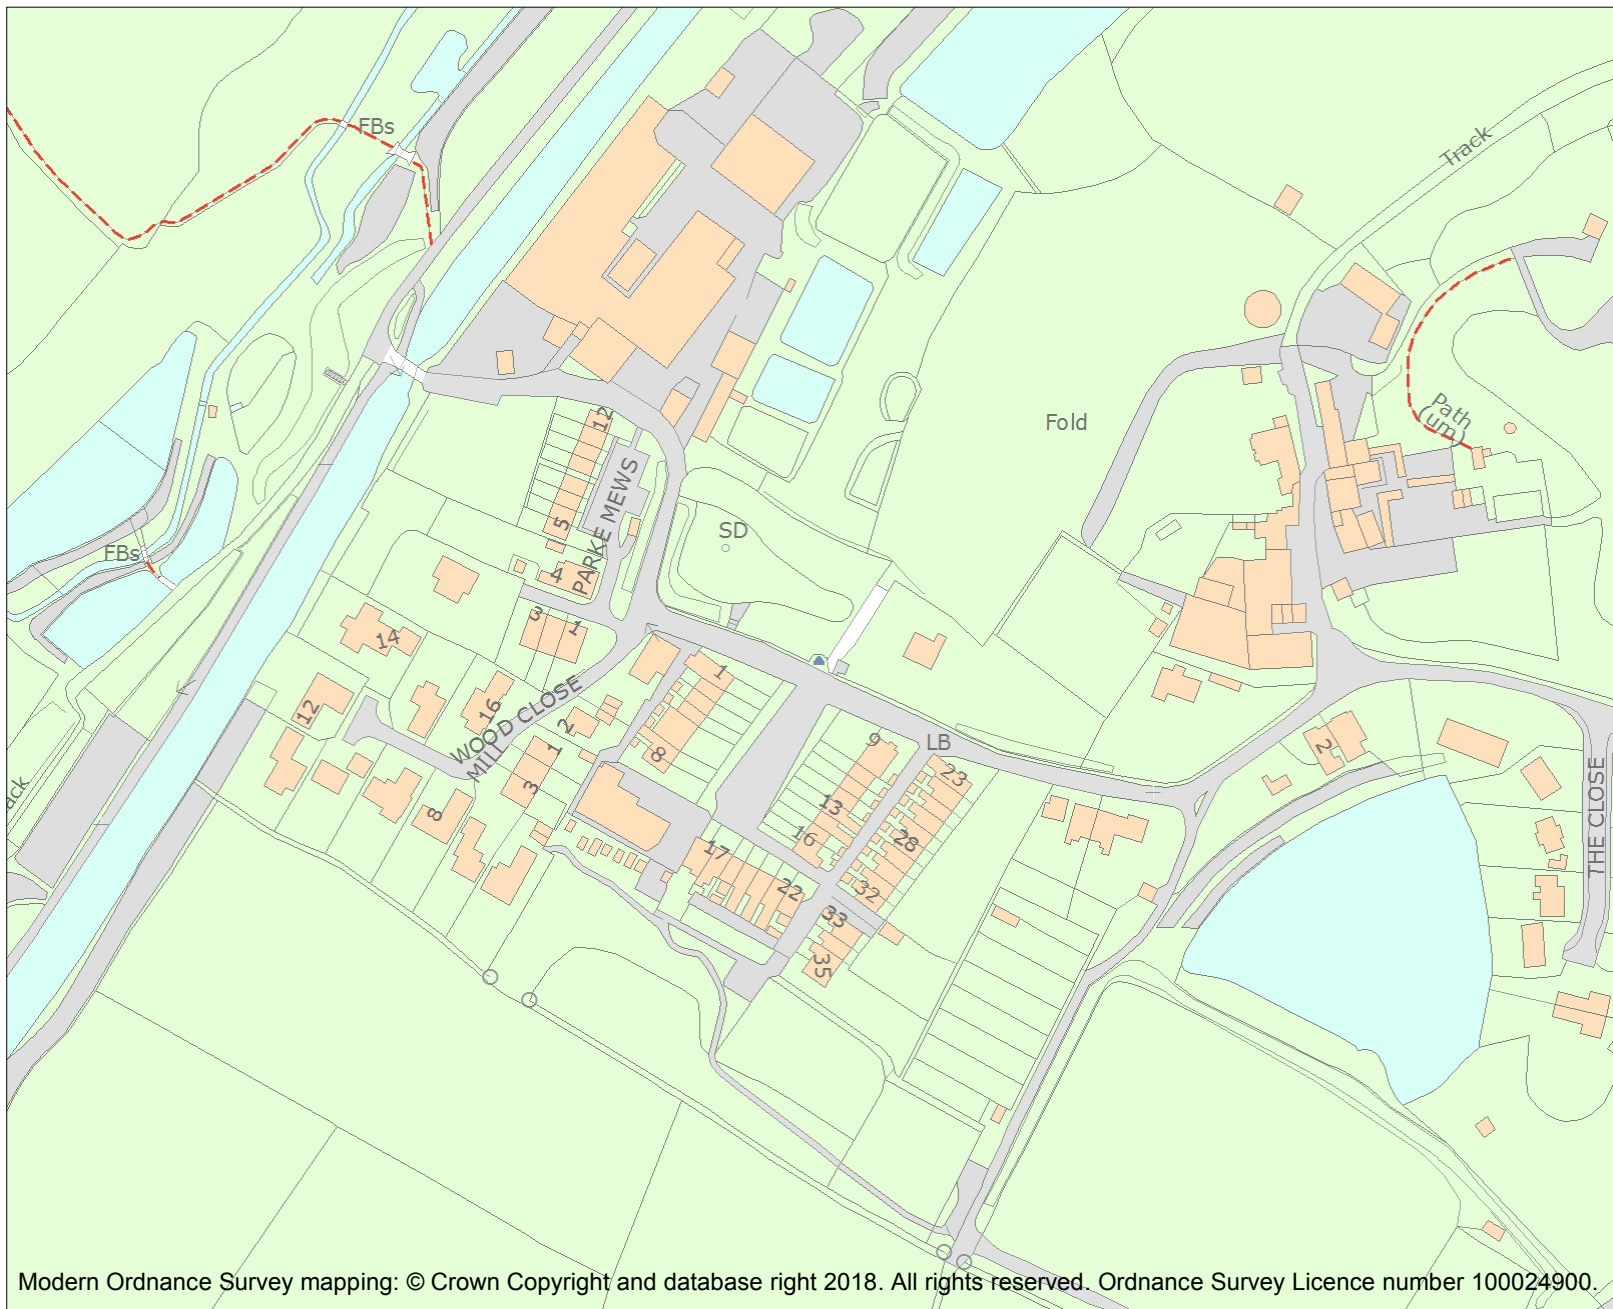 FBs
Track
12
Path
(um)
Fold
PARKE MEWS
5
SD
FBs
4
3
1
14
1
12
16
WOOD CLOSE
MILL
2
1
8
9
LB
23
2
3
8
13
16
28
THE CLOSE
ack
17
22
32
33
35
Modern Ordnance Survey mapping: © Crown Copyright and database right 2018. All rights reserved. Ordnance Survey Licence number 100024900.